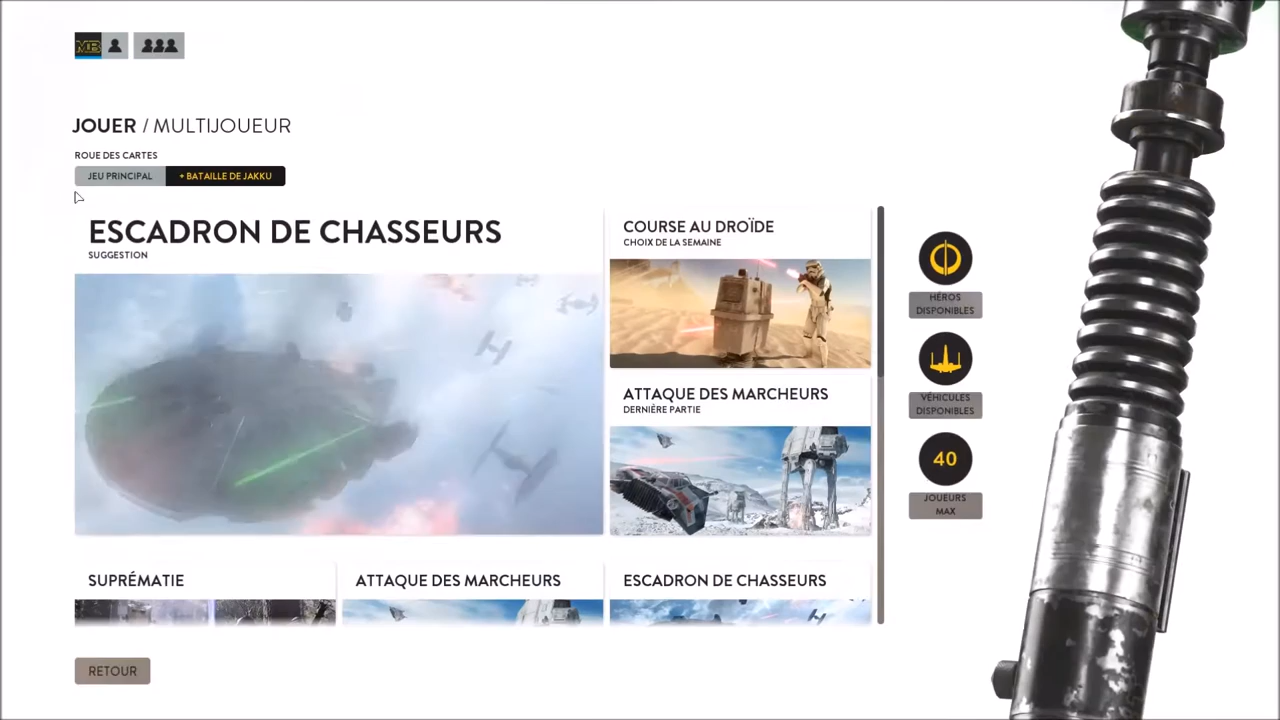 MB
JOUER / MULTIJOUEUR
ROUE DES CARTES
JEU PRINCIPAL
+ BATAILLE DE JAKKU
ESCADRON DE CHASSEURS
SUGGESTION
COURSE AU DROÏDE
CHOIX DE LA SEMAINE
ATTAQUE DES MARCHEURS
DERNIÈRE PARTIE
HÉROS
DISPONIBLES
VÉHICULES
DISPONIBLES
40
JOUEURS
MAX
SUPRÉMATIE
ATTAQUE DES MARCHEURS
ESCADRON DE CHASSEURS
RETOUR